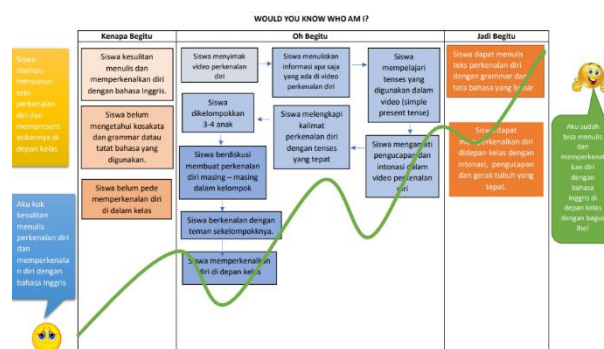 WOULD YOU KNOW WHO AM I?
Kenapa Begitu
Oh Begitu
Jadi Begitu
Siswa
mampu
menyusun
teks
perkenalan
diri dan
mempresent
asikannya di
depan kelas
Aku kok
kesulitan
menulis
perkenalan diri
dan
memperkenala
n diri dengan
bahasa Inggris
Siswa kesulitan
menulis dan
memperkenalkan diri
dengan bahasa Inggris.
Siswa belum
mengetahui kosakata
dan grammar datau
tatat bahasa yang
digunakan.
Siswa belum pede
memperkenalan diri
di dalam kelas
Siswa menyimak
video perkenalan
diri
Siswa menuliskan
informasi apa saja
yang ada di video
perkenalan diri
Siswa
mempelajari
tenses yang
digunakan dalam
video (simple
present tense)
Siswa mengamati
pengucapan dan
intonasi dalam
video perkenalan
diri
Siswa melengkapi
kalimat
perkenalan diri
dengan tenses
yang tepat
Siswa
dikelompokkan
3-4 anak
Siswa berdiskusi
membuat perkenalan
diri masing – masing
dalam kelompok
Siswa berkenalan dengan
teman sekelompokknya.
Siswa memperkenalkan
diri di depan kelas
Siswa dapat menulis
teks perkenalan diri
dengan grammar dan
tata bahasa yang benar
Siswa dapat
memperkenalkan diri
didepan kelas dengan
intonasi, pengucapan
dan gerak tubuh yang
tepat.
Aku sudah
bisa menulis
dan
memperkenal
kan diri
dengan
bahasa
Inggris di
depan kelas
dengan bagus
lho!